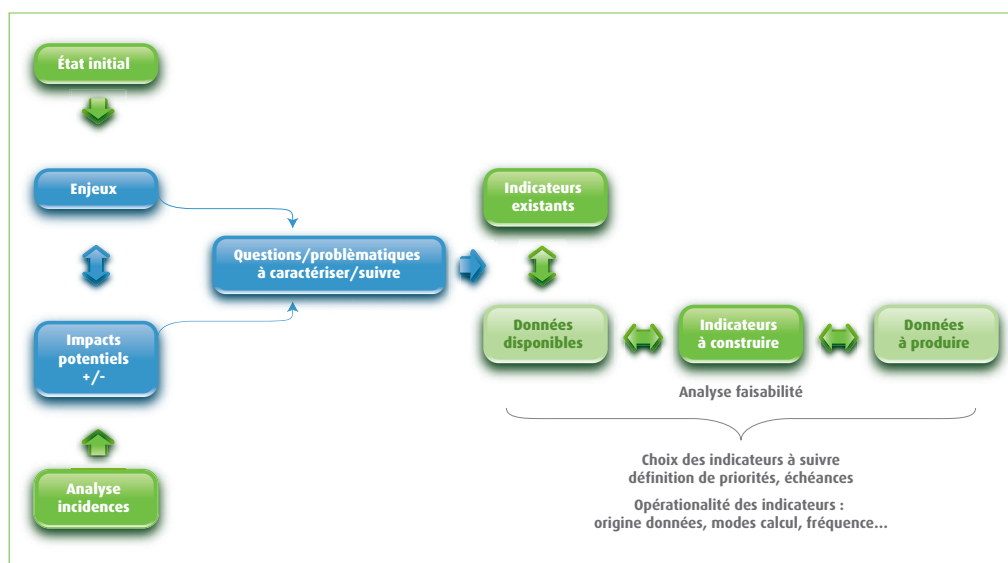 État initial
Enjeux
Impacts
potentiels
+/-
Analyse
incidences
Questions/problèmatiques
à caractériser/suivre
Indicateurs
existants
Données
disponibles
Indicateurs
à construire
Données
à produire
Analyse faisabilité
Choix des indicateurs à suivre
définition de priorités, échéances
Opérationalité des indicateurs :
origine données, modes calcul, fréquence...